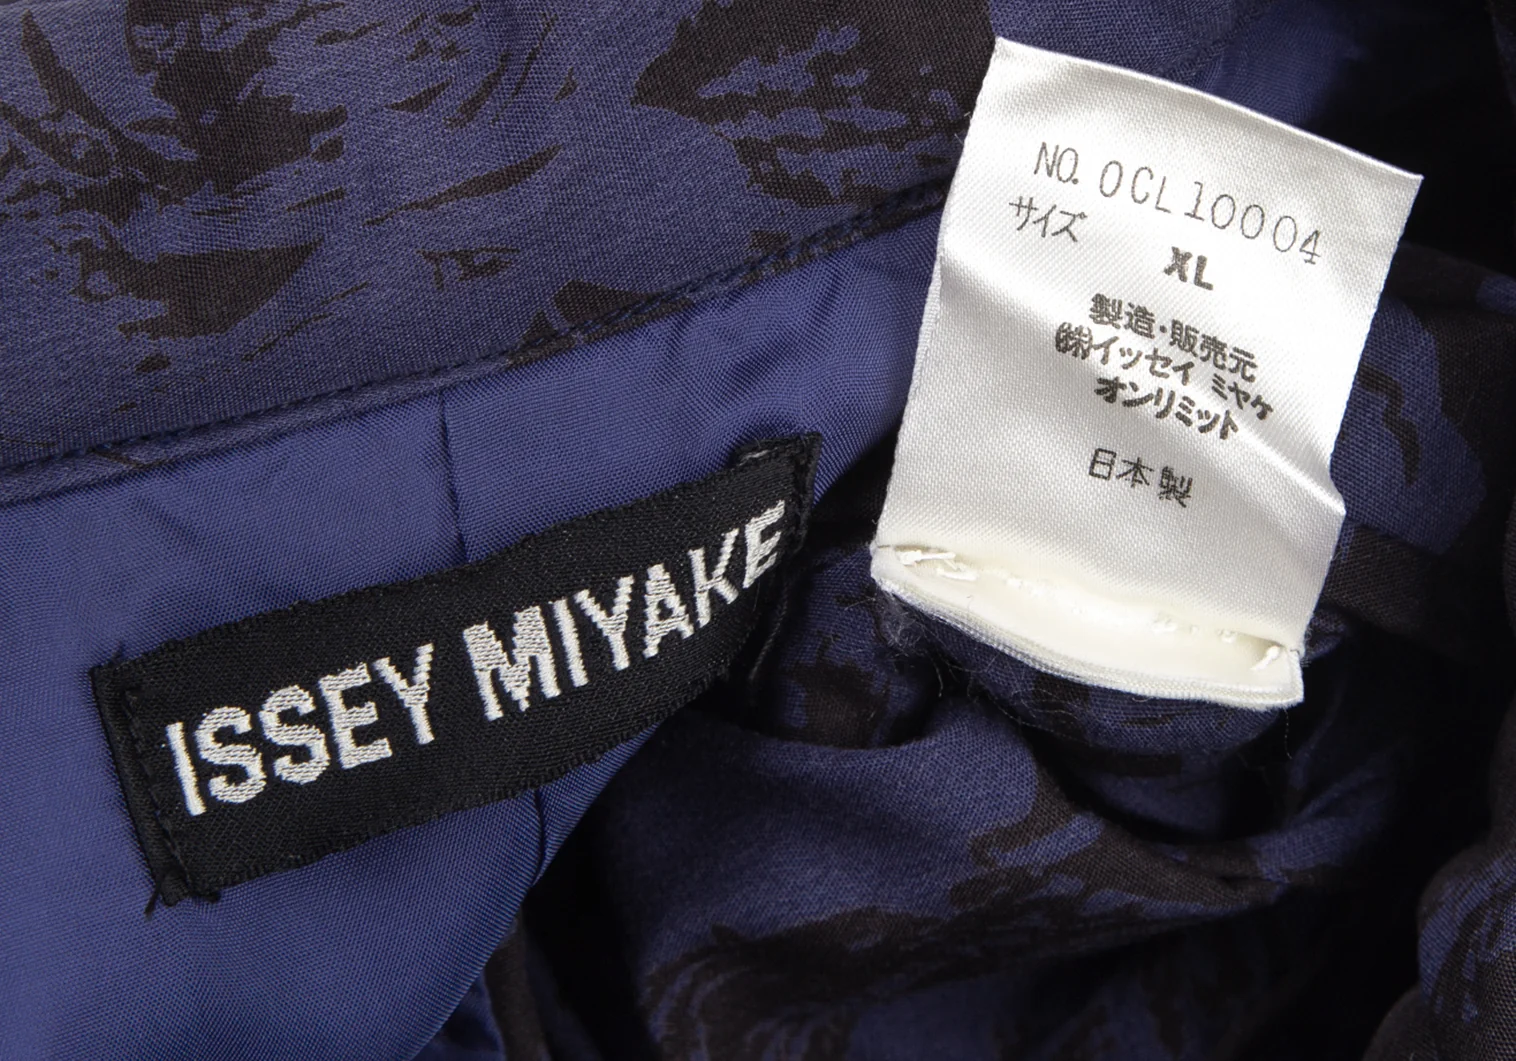 ISSEY MIYAKE
NO. OCL10004
サイズ
XL
製造・販売元
㈱イッセイ ミヤケ
オンリミット
日本製